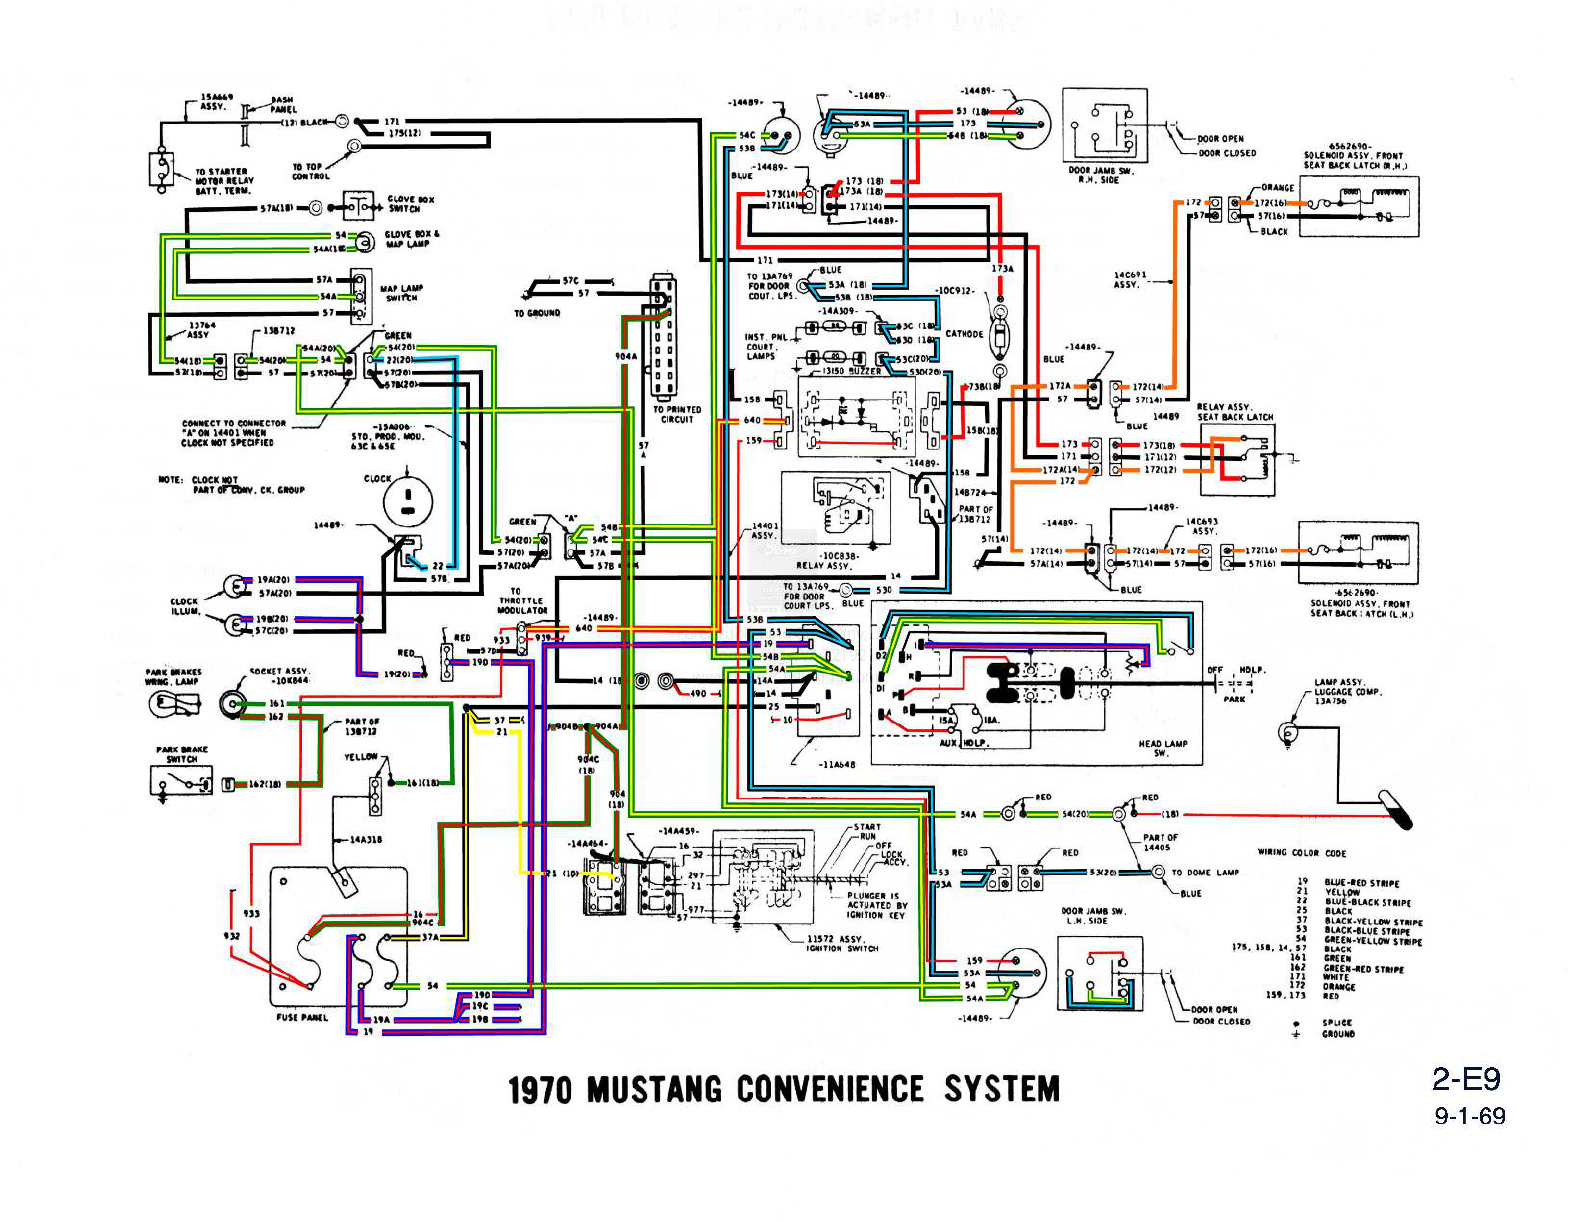 15A669
ASSY.
DASH
PANEL
(12) BLACK
171
175(12)
TO TOP
CONTROL
TO STARTER
MOTOR RELAY
BATT. TERM.
57A(18)
GLOVE BOX
SWITCH
54
GLOVE BOX &
MAP LAMP
57A
54A
57
MAP LAMP
SWITCH
13764
ASSY
13B712
GREEN
54(18)
54(20)
54A(20)
54
54(20)
22(20)
57(18)
57
57(20)
57(20)
57B(20)
CONNECT TO CONNECTOR
"A" ON 14401 WHEN
CLOCK NOT SPECIFIED
-15A006-
STD. PROD. MOU.
63C & 65E
NOTE: CLOCK NOT
PART OF CONV. CK. GROUP
CLOCK
14489-
22
57B
57C
57
TO GROUND
904A
TO PRINTED
CIRCUIT
57
A
GREEN
"A"
54(20)
57(20)
57A(20)
54B
54C
57A
57B
CLOCK
ILLUM.
19A(20)
57A(20)
19B(20)
57C(20)
RED
19(20)
RED
19D
57D
933
TO
THROTTLE
MODULATOR
-14489-
640
939
PARK BRAKES
WRNG. LAMP
SOCKET ASSY.
-10K844
161
162
PART OF
13B712
PARK BRAKE
SWITCH
162(18)
YELLOW
161(18)
14A318
37
21
904B
904A
904C
(18)
904
(18)
14
490
14A
14
25
10
933
932
16
904C
37A
54
19D
19C
19B
19A
19
FUSE PANEL
-14A464-
21
-14A459-
16
32
297
21
977
57
START
RUN
OFF
LOCK
ACCY.
PLUNGER IS
ACTUATED BY
IGNITION KEY
11572 ASSY.
IGNITION SWITCH
-14489-
54C
53B
-14489-
53A
-14489-
53 (18)
175
54B (18)
DOOR JAMB SW.
R.H. SIDE
DOOR OPEN
DOOR CLOSED
BLUE
-14489-
173(14)
171(14)
173 (18)
173A (18)
171(14)
14489-
171
TO 13A769
FOR DOOR
COUT. LPS.
BLUE
53A (18)
53B (18)
173A
-10C912-
CATHODE
-14A309-
53C (18)
53D (18)
53C(20)
53D(20)
INST. PNL
COURT.
LAMPS
13150 BUZZER
158
640
159
73B(18)
158(18)
-14489-
158
14401
ASSY.
-10C838-
RELAY ASSY.
PART OF
13B712
14
TO 13A769
FOR DOOR
COURT LPS.
BLUE
53D
14B724
57(14)
57A(14)
6562690-
SOLENOID ASSY. FRONT
SEAT BACK LATCH (R.H.)
172
57
ORANGE
172(16)
57(16)
BLACK
14C691
ASSY.
BLUE
-14489-
172A
57
172(14)
57(14)
14489
BLUE
173
171
172A(14)
172
173(18)
171(12)
172(12)
RELAY ASSY.
SEAT BACK LATCH
-14489-
-14489-
14C693
ASSY.
172(14)
172(14)
172
172(16)
57(14)
57
57(16)
BLUE
-6562690-
SOLENOID ASSY. FRONT
SEAT BACK LATCH (L.H.)
53B
53
19
54B
54A
-11A648
D2
H
D1
R
P
A
B
15A.
18A.
AUX. HDLP.
HEAD LAMP
SW.
OFF
HDLP.
PARK
LAMP ASSY.
LUGGAGE COMP.
13A756
54A
RED
54(20)
RED
(18)
PART OF
14405
53
53A
RED
RED
53(20)
TO DOME LAMP
BLUE
DOOR JAMB SW.
L.H. SIDE
159
53A
54
54A
-14489-
DOOR OPEN
DOOR CLOSED
WIRING COLOR CODE
19 BLUE-RED STRIPE
21 YELLOW
22 BLUE-BLACK STRIPE
25 BLACK
37 BLACK-YELLOW STRIPE
53 BLACK-BLUE STRIPE
54 GREEN-YELLOW STRIPE
175, 158, 14, 57 BLACK
161 GREEN
162 GREEN-RED STRIPE
171 WHITE
172 ORANGE
159, 173 RED
SPLICE
GROUND
1970 MUSTANG CONVENIENCE SYSTEM
2-E9
9-1-69